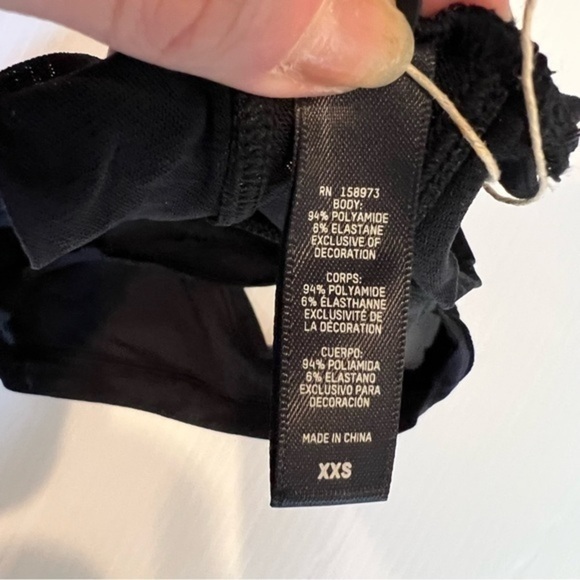 RN 158973
BODY:
94% POLYAMIDE
6% ELASTANE
EXCLUSIVE OF
DECORATION
CORPS:
94% POLYAMIDE
6% ÉLASTHANNE
EXCLUSIVITÉ DE
LA DÉCORATION
CUERPO:
94% POLIAMIDA
6% ELASTANO
EXCLUSIVO PARA
DECORACIÓN
MADE IN CHINA
XXS